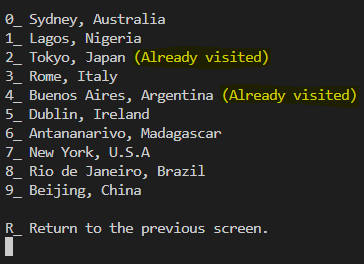 0_ Sydney, Australia
1_ Lagos, Nigeria
2_ Tokyo, Japan (Already visited)
3_ Rome, Italy
4_ Buenos Aires, Argentina (Already visited)
5_ Dublin, Ireland
6_ Antananarivo, Madagascar
7_ New York, U.S.A
8_ Rio de Janeiro, Brazil
9_ Beijing, China
R_ Return to the previous screen.